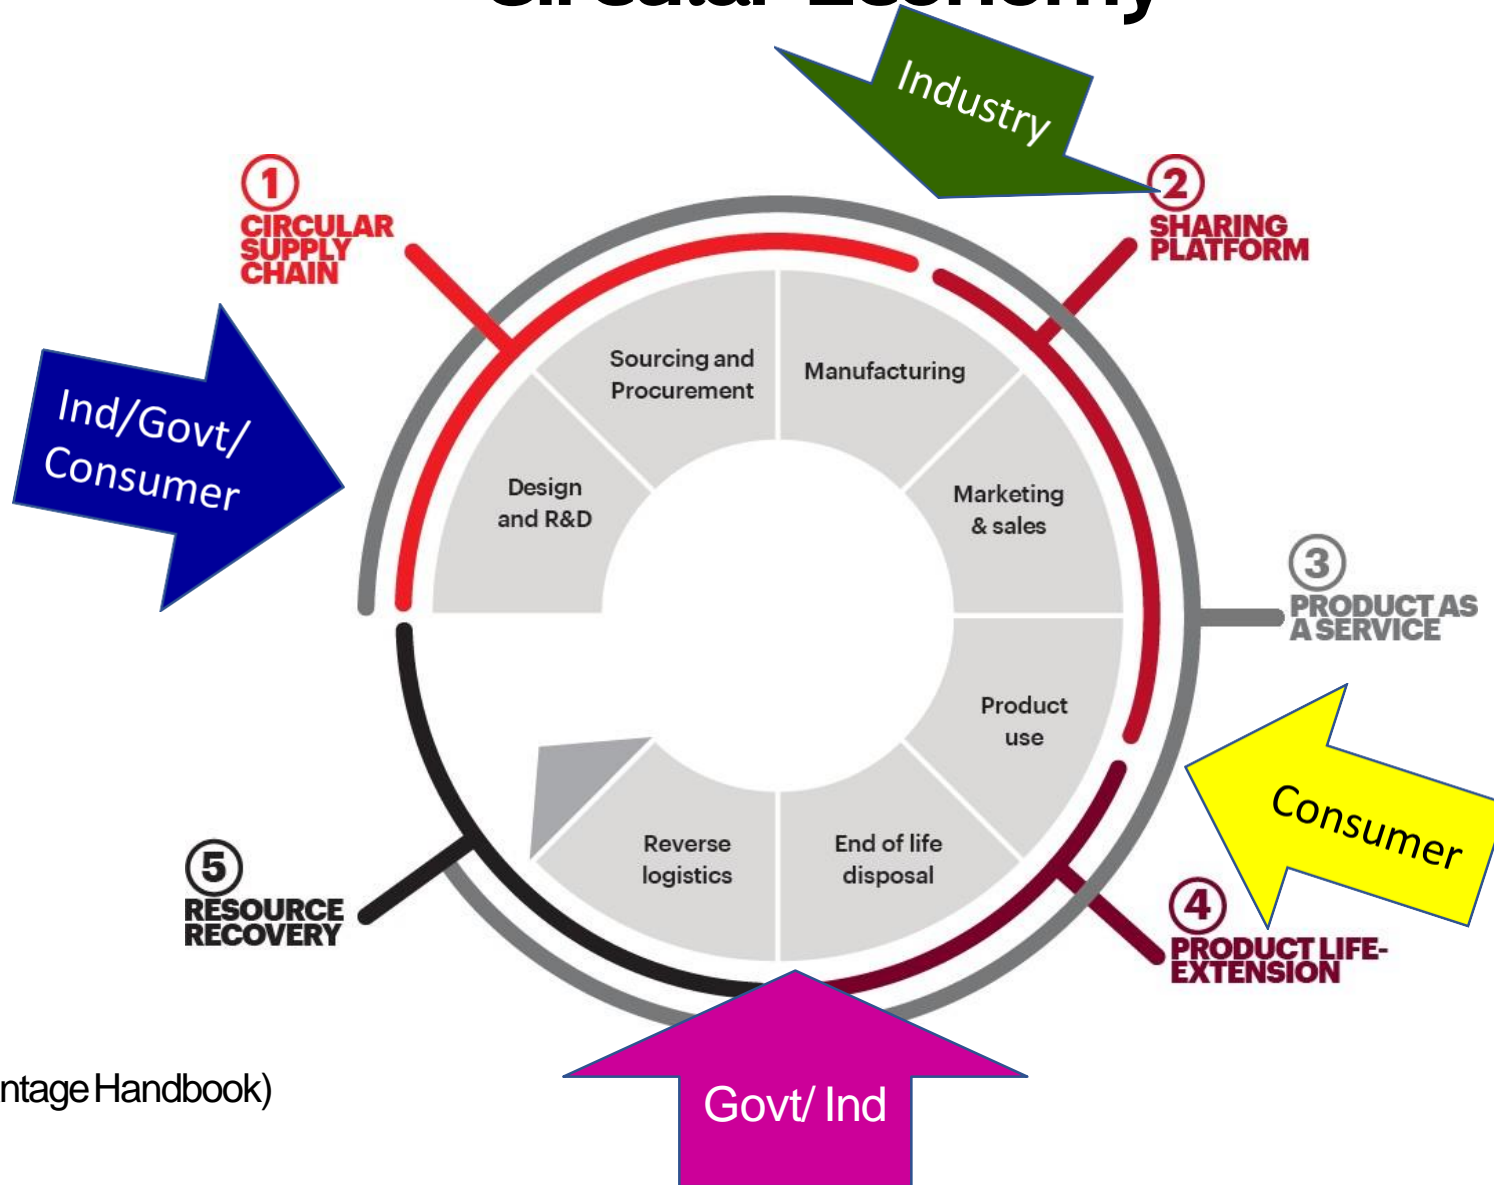 Circular Economy
Industry
1
CIRCULAR
SUPPLY
CHAIN
2
SHARING
PLATFORM
Ind/Govt/
Consumer
Sourcing and
Procurement
Manufacturing
Design
and R&D
Marketing
& sales
3
PRODUCT AS
A SERVICE
Product
use
Consumer
Reverse
logistics
End of life
disposal
5
RESOURCE
RECOVERY
4
PRODUCT LIFE-
EXTENSION
ntage Handbook)
Govt/ Ind